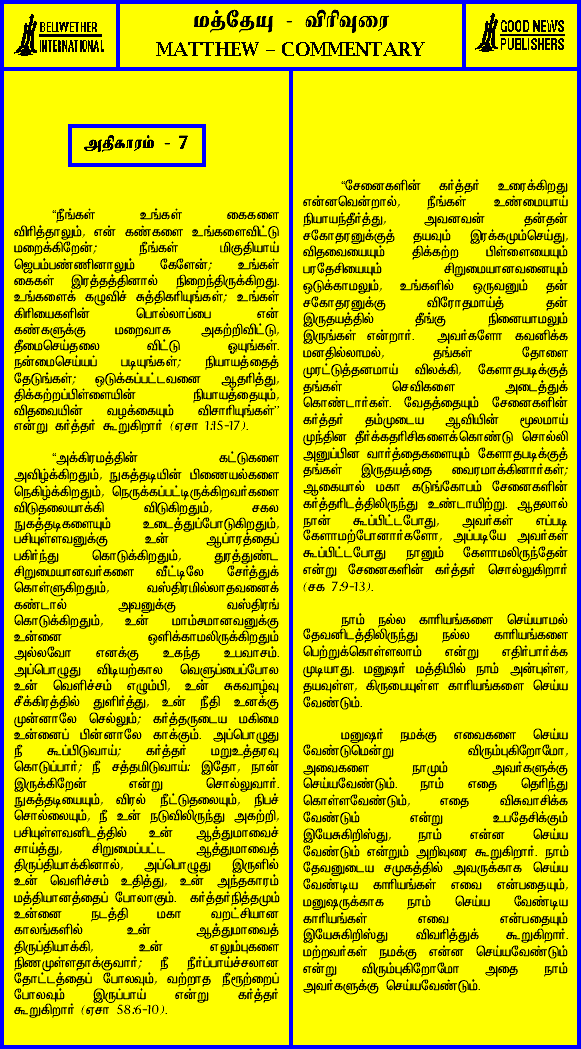 BELIWETHER
INTERNATIONAL
மத்தேயு - விரிவுரை
MATTHEW – COMMENTARY
GOOD NEWS
PUBLISHERS
அதிகாரம் - 7
“நீங்கள் உங்கள் கைகளை
விரித்தாலும், என் கண்களை உங்களைவிட்டு
மறைக்கிறேன்; நீங்கள் மிகுதியாய்
ஜெபம்பண்ணினாலும் கேளேன்; உங்கள்
கைகள் இரத்தத்தினால் நிறைந்திருக்கிறது.
உங்களைக் கழுவிச் சுத்திகரியுங்கள்; உங்கள்
கிரியைகளின் பொல்லாப்பை என்
கண்களுக்கு மறைவாக அகற்றிவிட்டு,
தீமைசெய்தலை விட்டு ஓயுங்கள்.
நன்மைசெய்யப் படியுங்கள்; நியாயத்தைத்
தேடுங்கள்; ஒடுக்கப்பட்டவனை ஆதரித்து,
திக்கற்றப்பிள்ளையின் நியாயத்தையும்,
விதவையின் வழக்கையும் விசாரியுங்கள்”
என்று கர்த்தர் கூறுகிறார் (ஏசா 1:15-17).
“அக்கிரமத்தின் கட்டுகளை
அவிழ்க்கிறதும், நுகத்தடியின் பிணையல்களை
நெகிழ்க்கிறதும், நெருக்கப்பட்டிருக்கிறவர்களை
விடுதலையாக்கி விடுகிறதும், சகல
நுகத்தடிகளையும் உடைத்துப்போடுகிறதும்,
பசியுள்ளவனுக்கு உன் ஆப்ாரத்தைப்
பகிர்ந்து கொடுக்கிறதும், துரத்துண்ட
சிறுமையானவர்களை வீட்டிலே சேர்த்துக்
கொள்ளுகிறதும், வஸ்திரமில்லாதவனைக்
கண்டால் அவனுக்கு வஸ்திரங்
கொடுக்கிறதும், உன் மாம்சமானவனுக்கு
உன்னை ஒளிக்காமலிருக்கிறதும்
அல்லவோ எனக்கு உகந்த உபவாசம்.
அப்பொழுது விடியற்கால வெளுப்பைப்போல
உன் வெளிச்சம் எழும்பி, உன் சுகவாழ்வு
சீக்கிரத்தில் துளிர்த்து, உன் நீதி உனக்கு
முன்னாலே செல்லும்; கர்த்தருடைய மகிமை
உன்னைப் பின்னாலே காக்கும். அப்பொழுது
நீ கூப்பிடுவாய்; கர்த்தர் மறுஉத்தரவு
கொடுப்பார்; நீ சத்தமிடுவாய்: இதோ, நான்
இருக்கிறேன் என்று சொல்லுவார்.
நுகத்தடியையும், விரல் நீட்டுதலையும், நிபச்
சொல்லையும், நீ உன் நடுவிலிருந்து அகற்றி,
பசியுள்ளவனிடத்தில் உன் ஆத்துமாவைச்
சாய்த்து, சிறுமைப்பட்ட ஆத்துமாவைத்
திருப்தியாக்கினால், அப்பொழுது இருளில்
உன் வெளிச்சம் உதித்து, உன் அந்தகாரம்
மத்தியானத்தைப் போலாகும். கர்த்தர்நித்தமும்
உன்னை நடத்தி மகா வறட்சியான
காலங்களில் உன் ஆத்துமாவைத்
திருப்தியாக்கி, உன் எலும்புகளை
நிணமுள்ளதாக்குவார்; நீ நீர்ப்பாய்ச்சலான
தோட்டத்தைப் போலவும், வற்றாத நீரூற்றைப்
போலவும் இருப்பாய் என்று கர்த்தர்
கூறுகிறார் (ஏசா 58:6-10).
“சேனைகளின் கர்த்தர் உரைக்கிறது
என்னவென்றால், நீங்கள் உண்மையாய்
நியாயந்தீர்த்து, அவனவன் தன்தன்
சகோதரனுக்குத் தயவும் இரக்கமும்செய்து,
விதவையையும் திக்கற்ற பிள்ளையையும்
பரதேசியையும் சிறுமையானவனையும்
ஒடுக்காமலும், உங்களில் ஒருவனும் தன்
சகோதரனுக்கு விரோதமாய்த் தன்
இருதயத்தில் தீங்கு நினையாமலும்
இருங்கள் என்றார். அவர்களோ கவனிக்க
மனதில்லாமல், தங்கள் தோளை
முரட்டுத்தனமாய் விலக்கி, கேளாதபடிக்குத்
தங்கள் செவிகளை அடைத்துக்
கொண்டார்கள். வேதத்தையும் சேனைகளின்
கர்த்தர் தம்முடைய ஆவியின் மூலமாய்
முந்தின தீர்க்கதரிசிகளைக்கொண்டு சொல்லி
அனுப்பின வார்த்தைகளையும் கேளாதபடிக்குத்
தங்கள் இருதயத்தை வைரமாக்கினார்கள்;
ஆகையால் மகா கடுங்கோபம் சேனைகளின்
கர்த்தரிடத்திலிருந்து உண்டாயிற்று. ஆதலால்
நான் கூப்பிட்டபோது, அவர்கள் எப்படி
கேளாமற்போனார்களோ, அப்படியே அவர்கள்
கூப்பிட்டபோது நானும் கேளாமலிருந்தேன்
என்று சேனைகளின் கர்த்தர் சொல்லுகிறார்
(சக 7:9-13).
நாம் நல்ல காரியங்களை செய்யாமல்
தேவனிடத்திலிருந்து நல்ல காரியங்களை
பெற்றுக்கொள்ளலாம் என்று எதிர்பார்க்க
முடியாது. மனுஷர் மத்தியில் நாம் அன்புள்ள,
தயவுள்ள, கிருபையுள்ள காரியங்களை செய்ய
வேண்டும்.
மனுஷர் நமக்கு எவைகளை செய்ய
வேண்டுமென்று விரும்புகிறோமோ,
அவைகளை நாமும் அவர்களுக்கு
செய்யவேண்டும். நாம் எதை தெரிந்து
கொள்ளவேண்டும், எதை விசுவாசிக்க
வேண்டும் என்று உபதேசிக்கும்
இயேசுகிறிஸ்து, நாம் என்ன செய்ய
வேண்டும் என்றும் அறிவுரை கூறுகிறார். நாம்
தேவனுடைய சமுகத்தில் அவருக்காக செய்ய
வேண்டிய காரியங்கள் எவை என்பதையும்,
மனுஷருக்காக நாம் செய்ய வேண்டிய
காரியங்கள் எவை என்பதையும்
இயேசுகிறிஸ்து விவரித்துக் கூறுகிறார்.
மற்றவர்கள் நமக்கு என்ன செய்யவேண்டும்
என்று விரும்புகிறோமோ அதை நாம்
அவர்களுக்கு செய்யவேண்டும்.